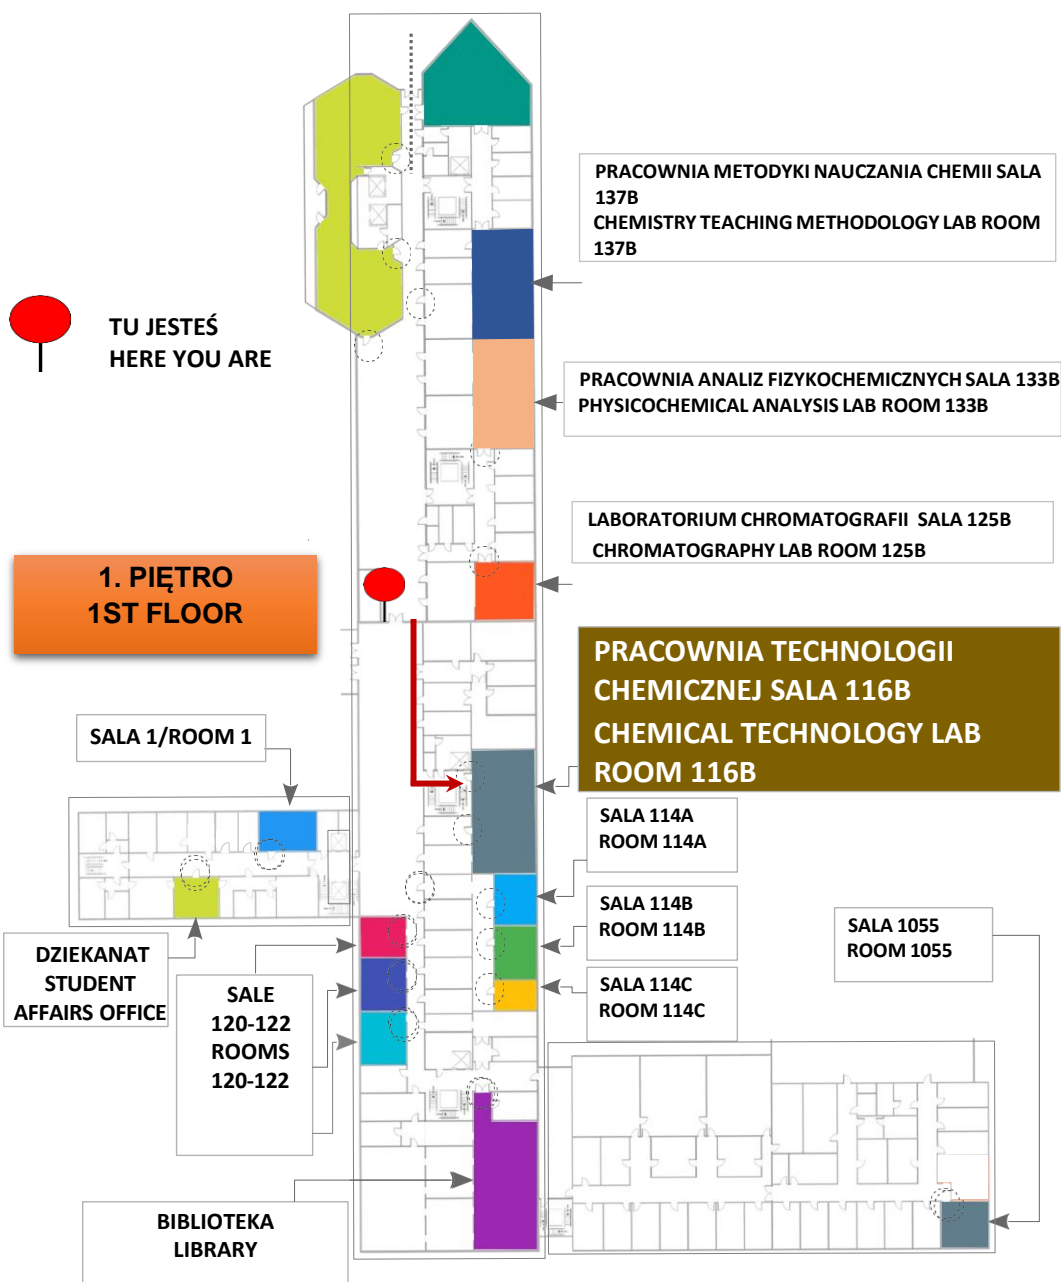 PRACOWNIA METODYKI NAUCZANIA CHEMII SALA
137B
CHEMISTRY TEACHING METHODOLOGY LAB ROOM
137B
TU JESTEŚ
HERE YOU ARE
PRACOWNIA ANALIZ FIZYKOCHEMICZNYCH SALA 133B
PHYSICOCHEMICAL ANALYSIS LAB ROOM 133B
LABORATORIUM CHROMATOGRAFII SALA 125B
CHROMATOGRAPHY LAB ROOM 125B
1. PIĘTRO
1ST FLOOR
PRACOWNIA TECHNOLOGII
CHEMICZNEJ SALA 116B
CHEMICAL TECHNOLOGY LAB
ROOM 116B
SALA 1/ROOM 1
SALA 114A
ROOM 114A
SALA 114B
ROOM 114B
SALA 1055
ROOM 1055
DZIEKANAT
STUDENT
AFFAIRS OFFICE
SALE
120-122
ROOMS
120-122
SALA 114C
ROOM 114C
BIBLIOTEKA
LIBRARY